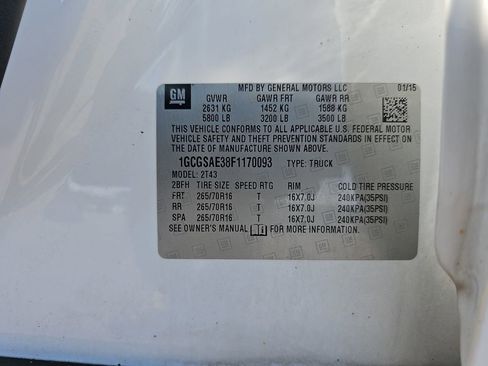 GM
MFD BY GENERAL MOTORS LLC 01/15
GVWR GAWR FRT GAWR RR
2631 KG 1452 KG 1588 KG
5800 LB 3200 LB 3500 LB
THIS VEHICLE CONFORMS TO ALL APPLICABLE U.S. FEDERAL MOTOR
VEHICLE SAFETY AND THEFT PREVENTION STANDARDS IN EFFECT ON
THE DATE OF MANUFACTURE SHOWN ABOVE.
1GCGSAE38F1170093 TYPE: TRUCK
MODEL: 2T43
2BFH TIRE SIZE SPEED RTG RIM COLD TIRE PRESSURE
FRT 265/70R16 T 16X7.0J 240KPA(35PSI)
RR 265/70R16 T 16X7.0J 240KPA(35PSI)
SPA 265/70R16 T 16X7.0J 240KPA(35PSI)
SEE OWNER'S MANUAL FOR MORE INFORMATION.